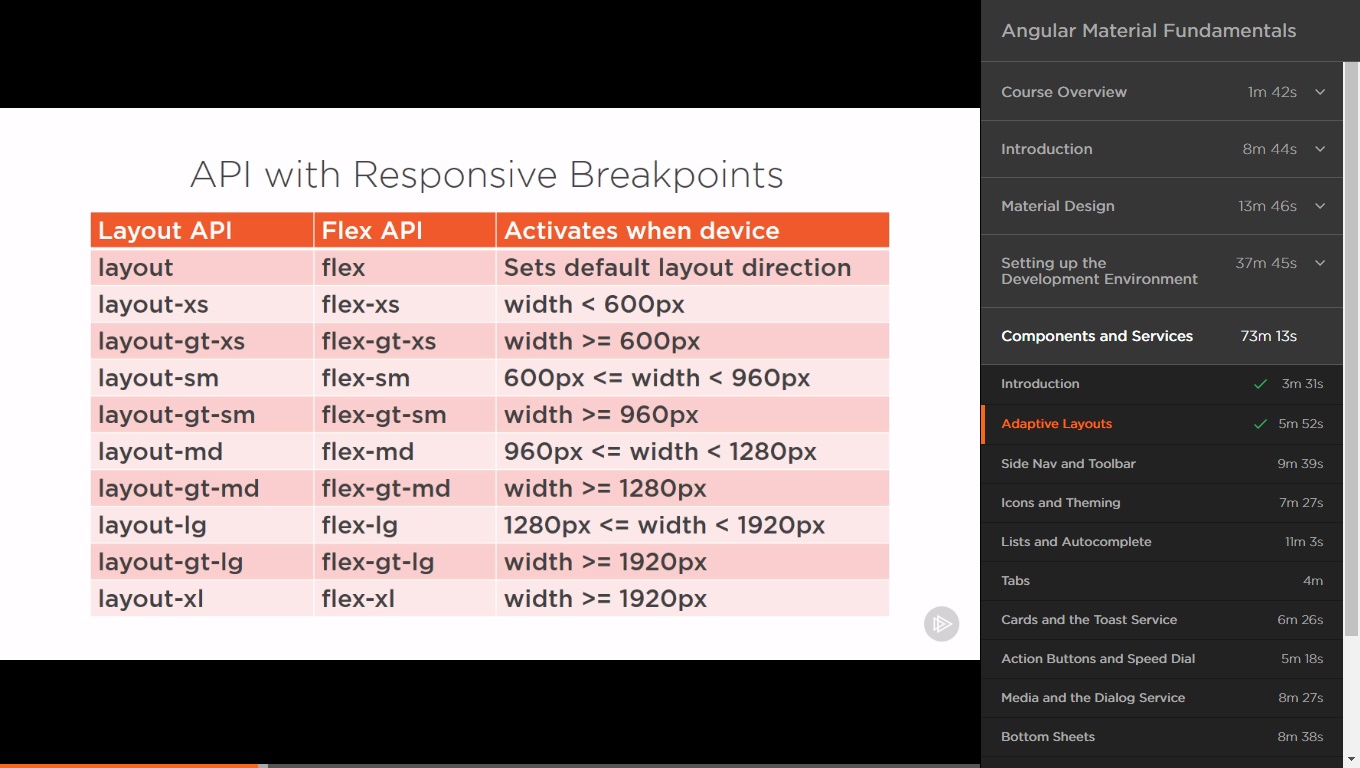 API with Responsive Breakpoints
Layout API Flex API Activates when device
layout flex Sets default layout direction
layout-xs flex-xs width < 600px
layout-gt-xs flex-gt-xs width >= 600px
layout-sm flex-sm 600px <= width < 960px
layout-gt-sm flex-gt-sm width >= 960px
layout-md flex-md 960px <= width < 1280px
layout-gt-md flex-gt-md width >= 1280px
layout-lg flex-lg 1280px <= width < 1920px
layout-gt-lg flex-gt-lg width >= 1920px
layout-xl flex-xl width >= 1920px
Angular Material Fundamentals
Course Overview 1m 42s
Introduction 8m 44s
Material Design 13m 46s
Setting up the 37m 45s
Development Environment
Components and Services 73m 13s
Introduction 3m 31s
Adaptive Layouts 5m 52s
Side Nav and Toolbar 9m 39s
Icons and Theming 7m 27s
Lists and Autocomplete 11m 3s
Tabs 4m
Cards and the Toast Service 6m 26s
Action Buttons and Speed Dial 5m 18s
Media and the Dialog Service 8m 27s
Bottom Sheets 8m 38s